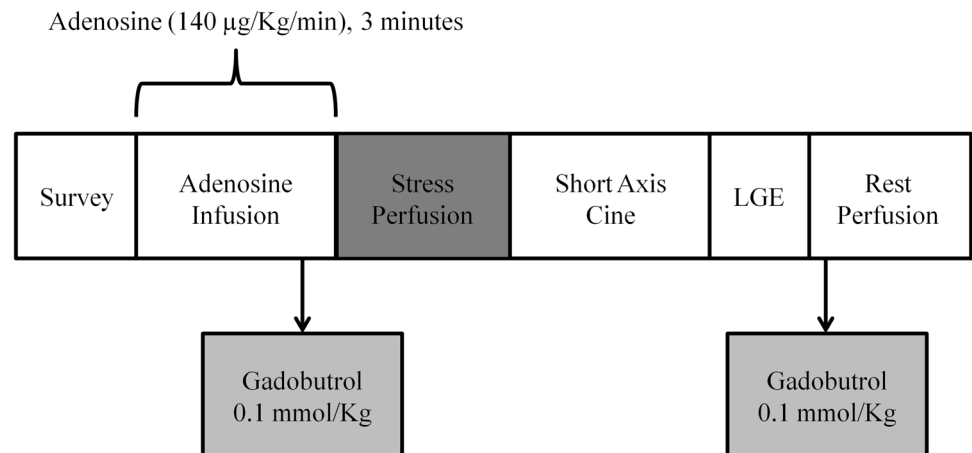 Adenosine (140 µg/Kg/min), 3 minutes
Survey
Adenosine
Infusion
Stress
Perfusion
Short Axis
Cine
LGE
Rest
Perfusion
Gadobutrol
0.1 mmol/Kg
Gadobutrol
0.1 mmol/Kg